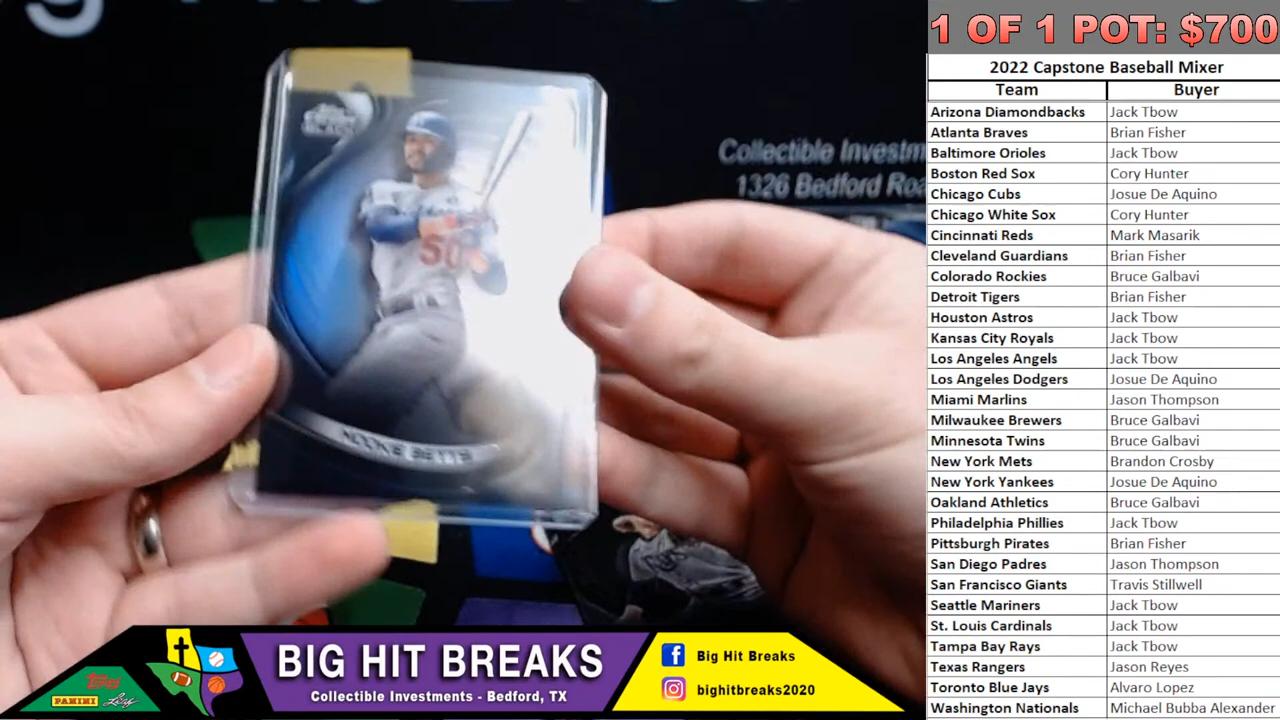 1 OF 1 POT: $700
2022 Capstone Baseball Mixer
Team Buyer
Arizona Diamondbacks Jack Tbow
Atlanta Braves Brian Fisher
Baltimore Orioles Jack Tbow
Boston Red Sox Cory Hunter
Chicago Cubs Josue De Aquino
Chicago White Sox Cory Hunter
Cincinnati Reds Mark Masarik
Cleveland Guardians Brian Fisher
Colorado Rockies Bruce Galbavi
Detroit Tigers Brian Fisher
Houston Astros Jack Tbow
Kansas City Royals Jack Tbow
Los Angeles Angels Jack Tbow
Los Angeles Dodgers Josue De Aquino
Miami Marlins Jason Thompson
Milwaukee Brewers Bruce Galbavi
Minnesota Twins Bruce Galbavi
New York Mets Brandon Crosby
New York Yankees Josue De Aquino
Oakland Athletics Bruce Galbavi
Philadelphia Phillies Jack Tbow
Pittsburgh Pirates Brian Fisher
San Diego Padres Jason Thompson
San Francisco Giants Travis Stillwell
Seattle Mariners Jack Tbow
St. Louis Cardinals Jack Tbow
Tampa Bay Rays Jack Tbow
Texas Rangers Jason Reyes
Toronto Blue Jays Alvaro Lopez
Washington Nationals Michael Bubba Alexander
Collectible Investm
1326 Bedford Roa
50
BETTS
BIG HIT BREAKS
Collectible Investments - Bedford, TX
Big Hit Breaks
bighitbreaks2020
Topps
PANINI
Leaf